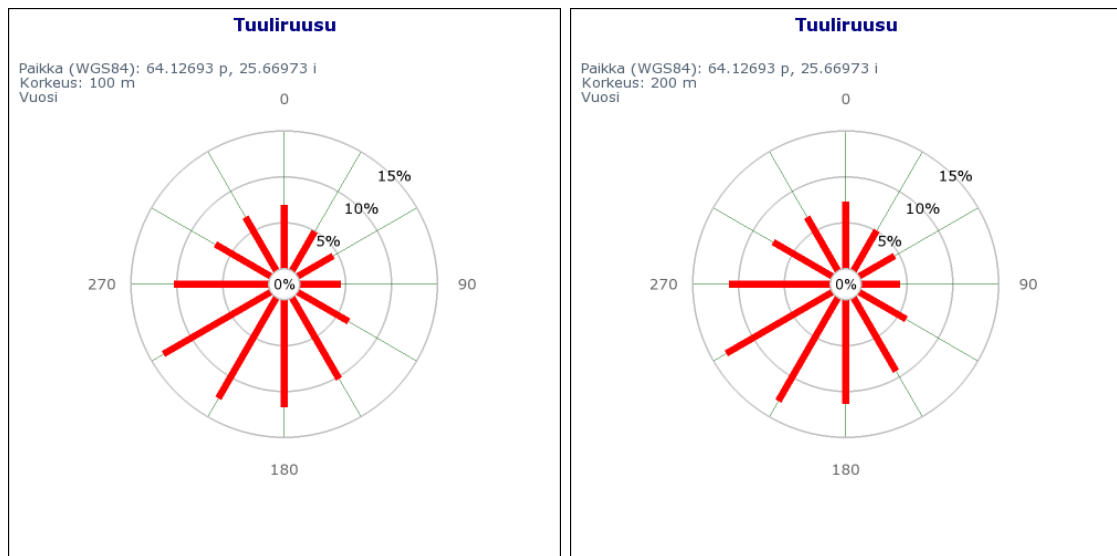 Tuuliruusu
Paikka (WGS84): 64.12693 p, 25.66973 i
Korkeus: 100 m
Vuosi
0
15%
10%
5%
270
0%
90
180
Tuuliruusu
Paikka (WGS84): 64.12693 p, 25.66973 i
Korkeus: 200 m
Vuosi
0
15%
10%
5%
270
0%
90
180